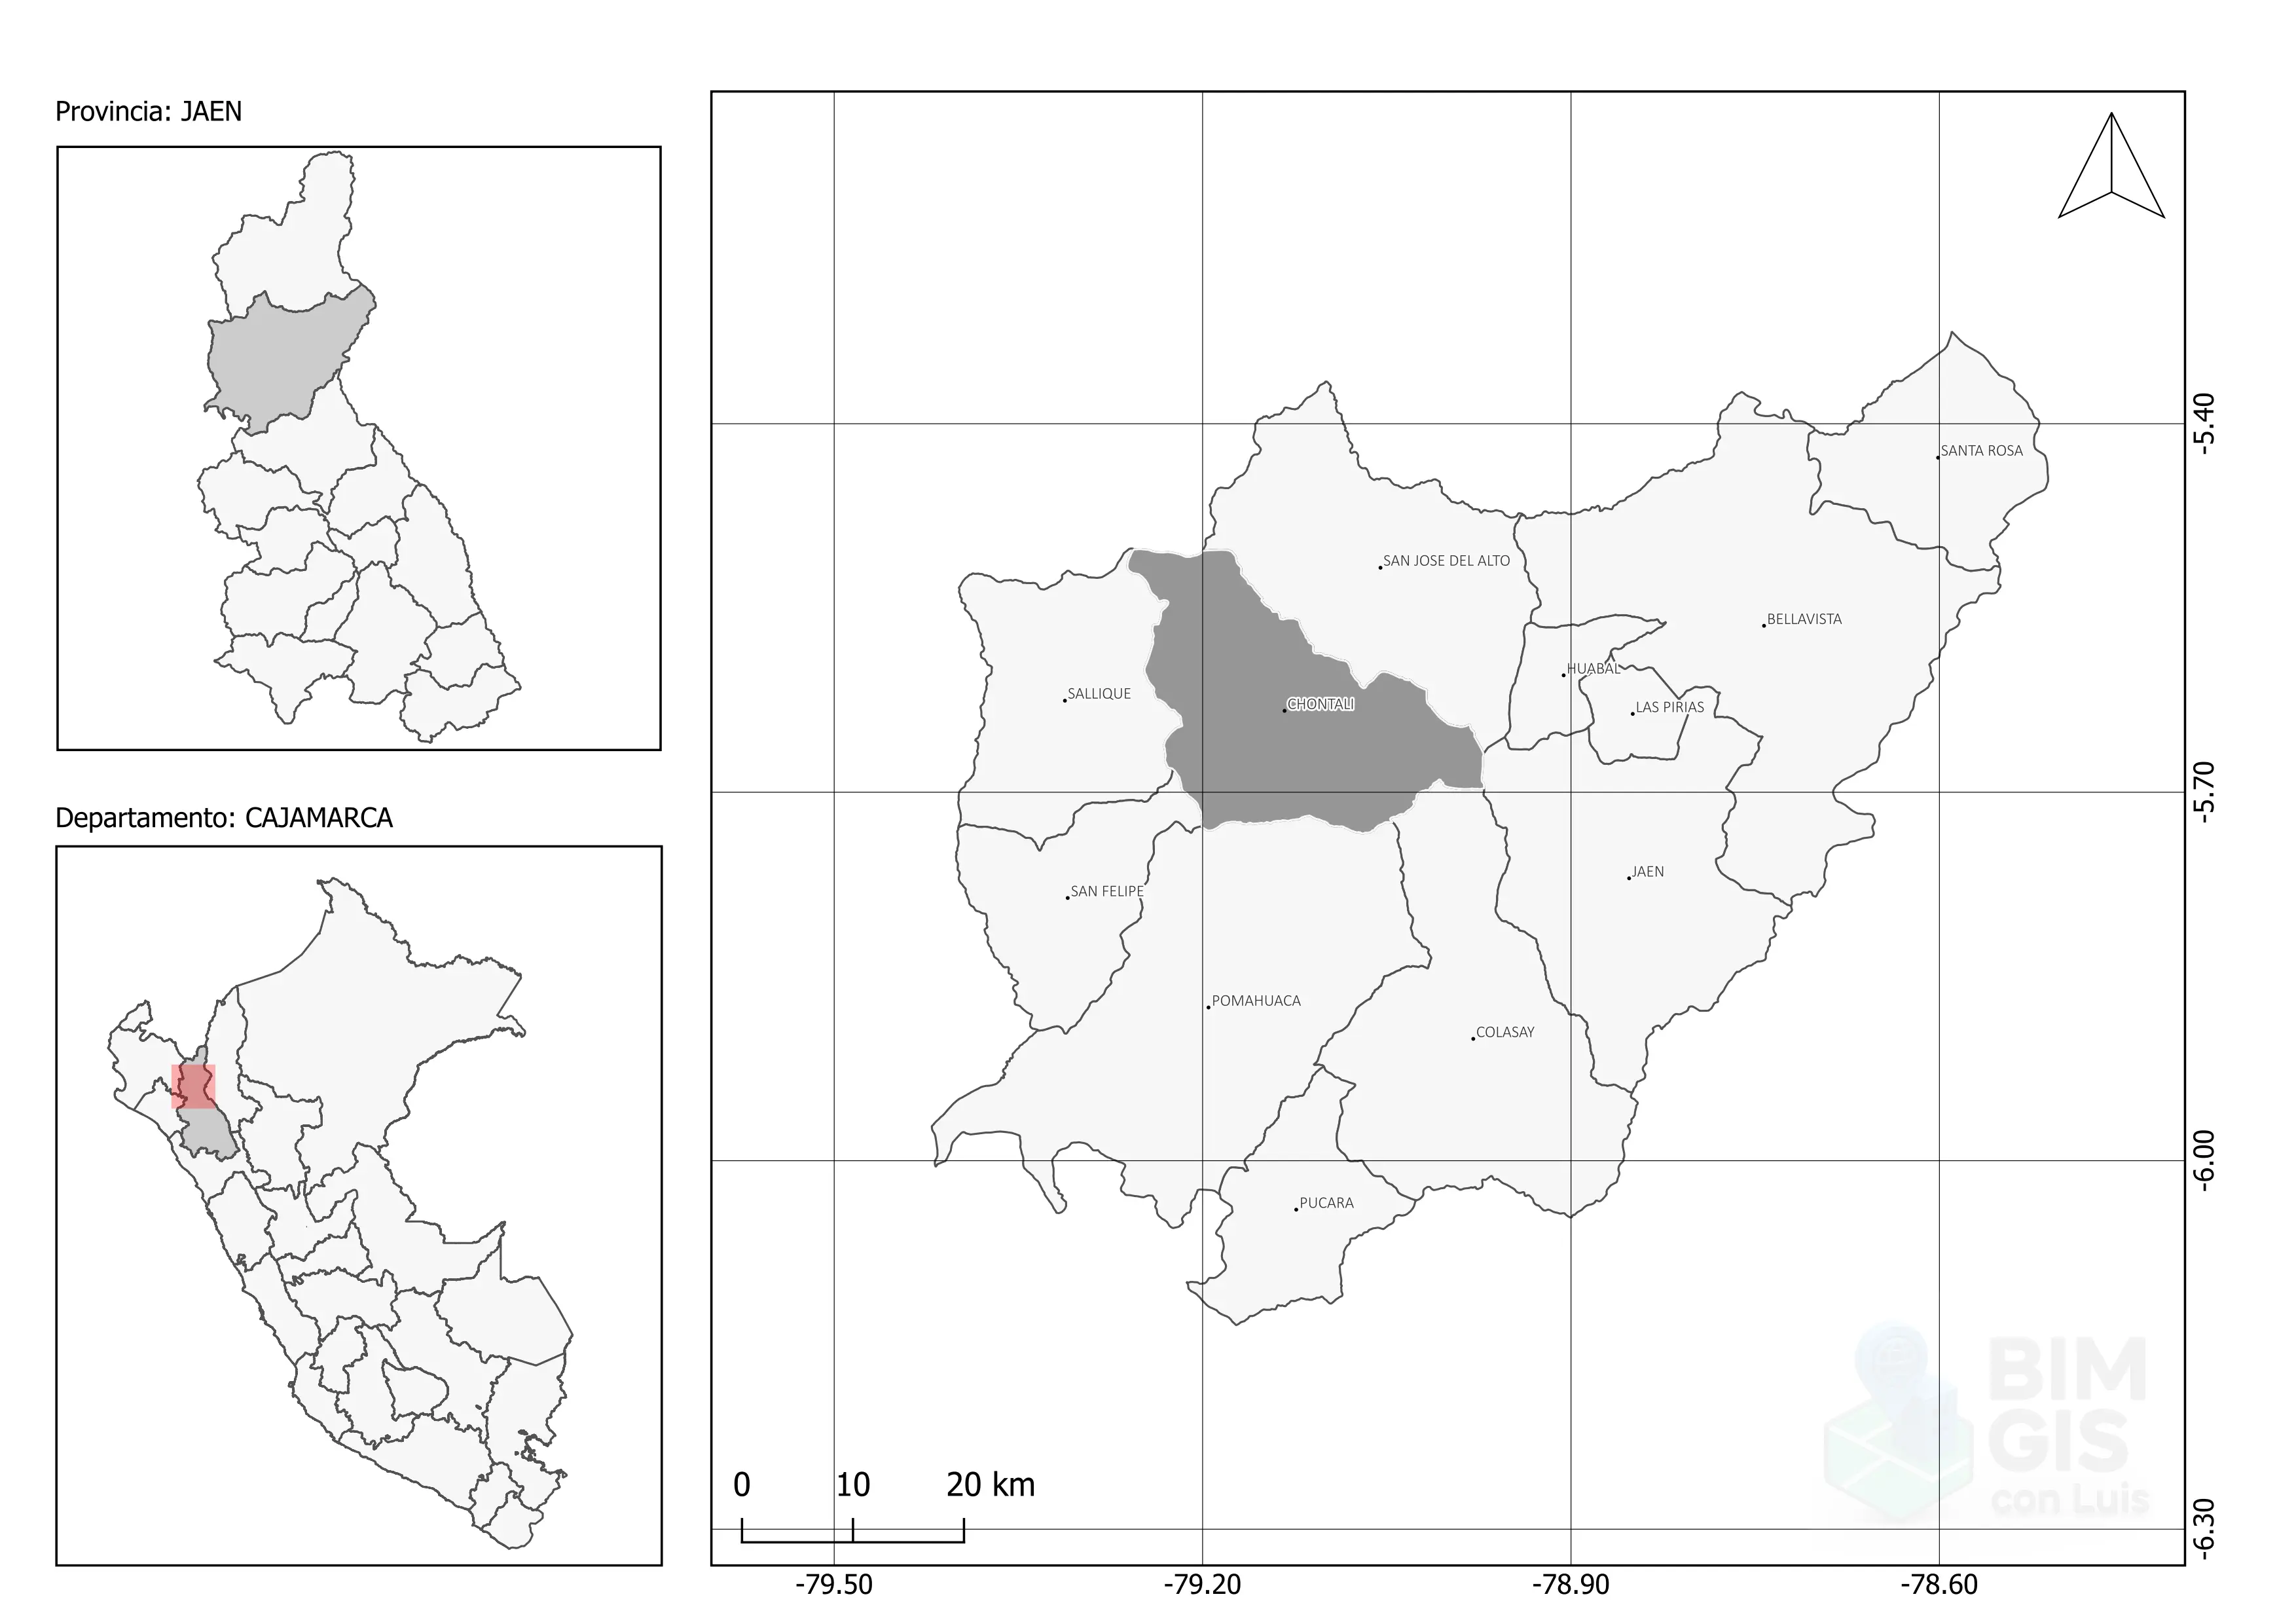 Provincia: JAEN
Departamento: CAJAMARCA
SANTA ROSA
SAN JOSE DEL ALTO
BELLAVISTA
HUABAL
SALLIQUE
CHONTALI
LAS PIRIAS
JAEN
SAN FELIPE
POMAHUACA
COLASAY
PUCARA
-5.40
-5.70
-6.00
-6.30
0 10 20 km
BIM
GIS
con Luis
-79.50 -79.20 -78.90 -78.60